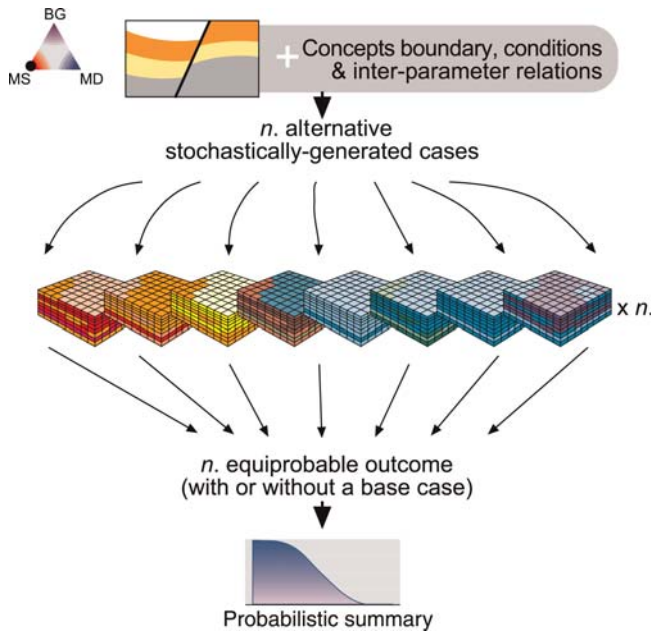 BG
MS
MD
+ Concepts boundary, conditions
& inter-parameter relations
n. alternative
stochastically-generated cases
x n.
n. equiprobable outcome
(with or without a base case)
Probabilistic summary